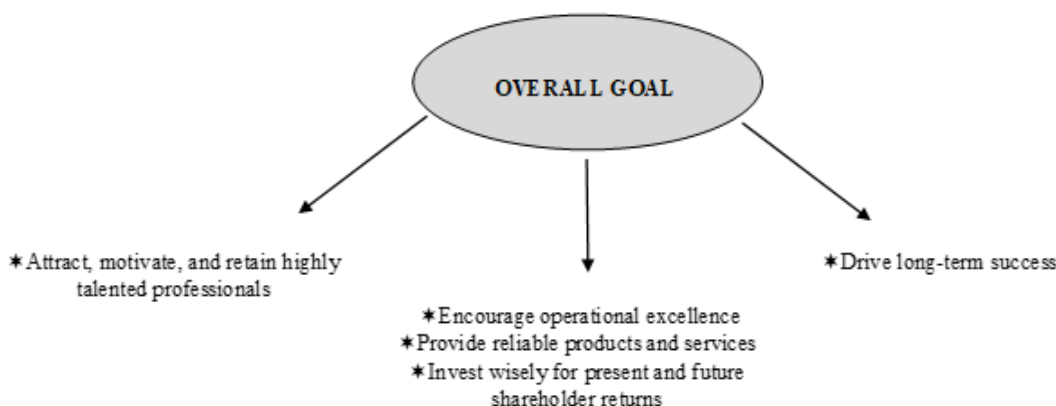 OVERALL GOAL
✶Attract, motivate, and retain highly
talented professionals
✶Drive long-term success
✶Encourage operational excellence
✶Provide reliable products and services
✶Invest wisely for present and future
shareholder returns